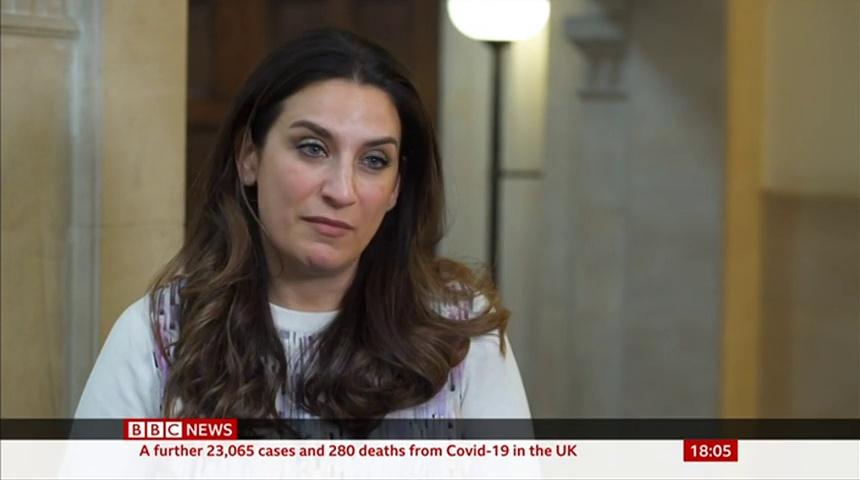 BBC NEWS
A further 23,065 cases and 280 deaths from Covid-19 in the UK
18:05